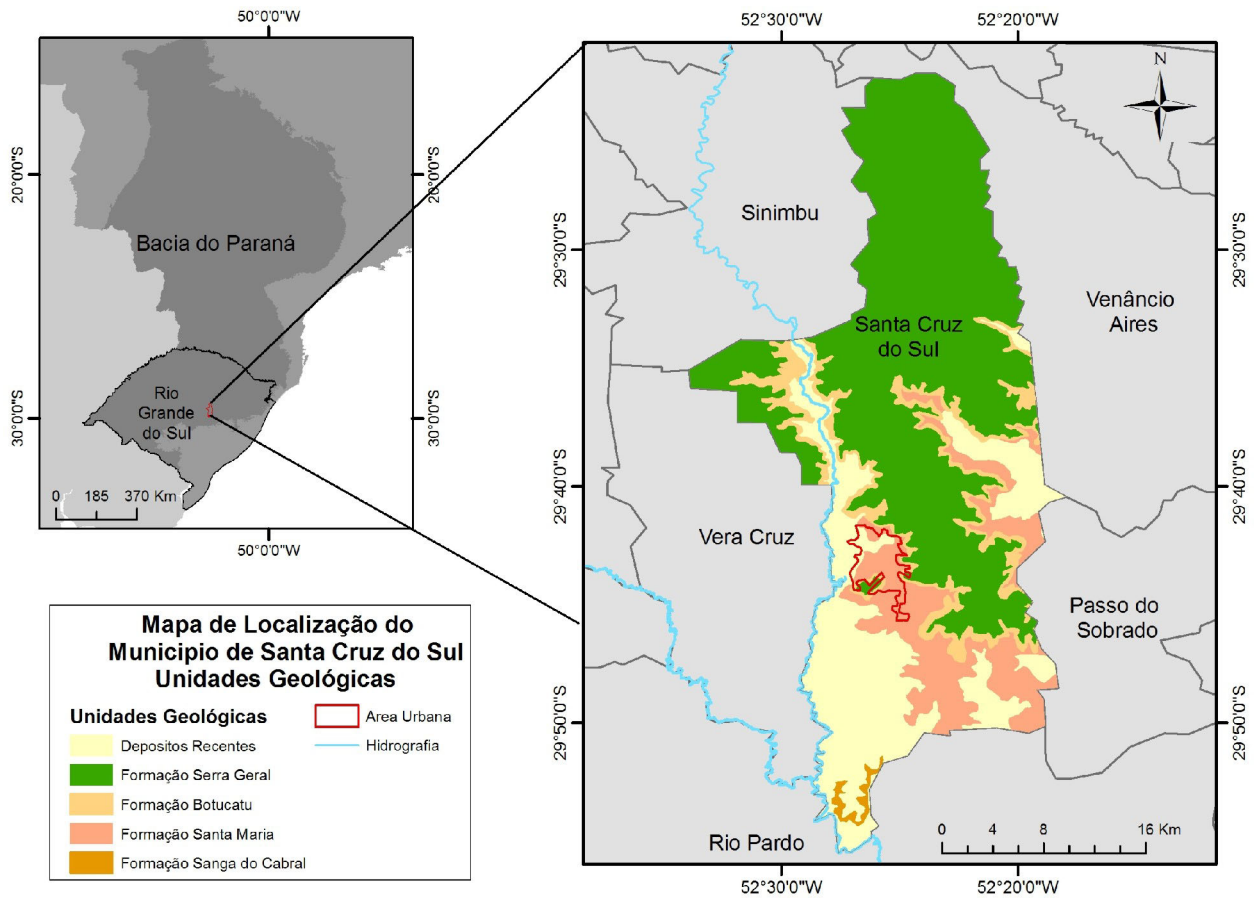 50°0'0"W
20°0'0"S
20°0'0"S
Bacia do Paraná
Rio
Grande
do Sul
30°0'0"S
30°0'0"S
0 185 370 Km
50°0'0"W
Mapa de Localização do
Municipio de Santa Cruz do Sul
Unidades Geológicas
Unidades Geológicas
Depositos Recentes
Formação Serra Geral
Formação Botucatu
Formação Santa Maria
Formação Sanga do Cabral
Area Urbana
Hidrografia
52°30'0"W
52°20'0"W
N
Sinimbu
29°30'0"S
29°30'0"S
Venâncio
Aires
Santa Cruz
do Sul
29°40'0"S
29°40'0"S
Vera Cruz
Passo do
Sobrado
29°50'0"S
29°50'0"S
Rio Pardo
0 4 8 16 Km
52°30'0"W
52°20'0"W